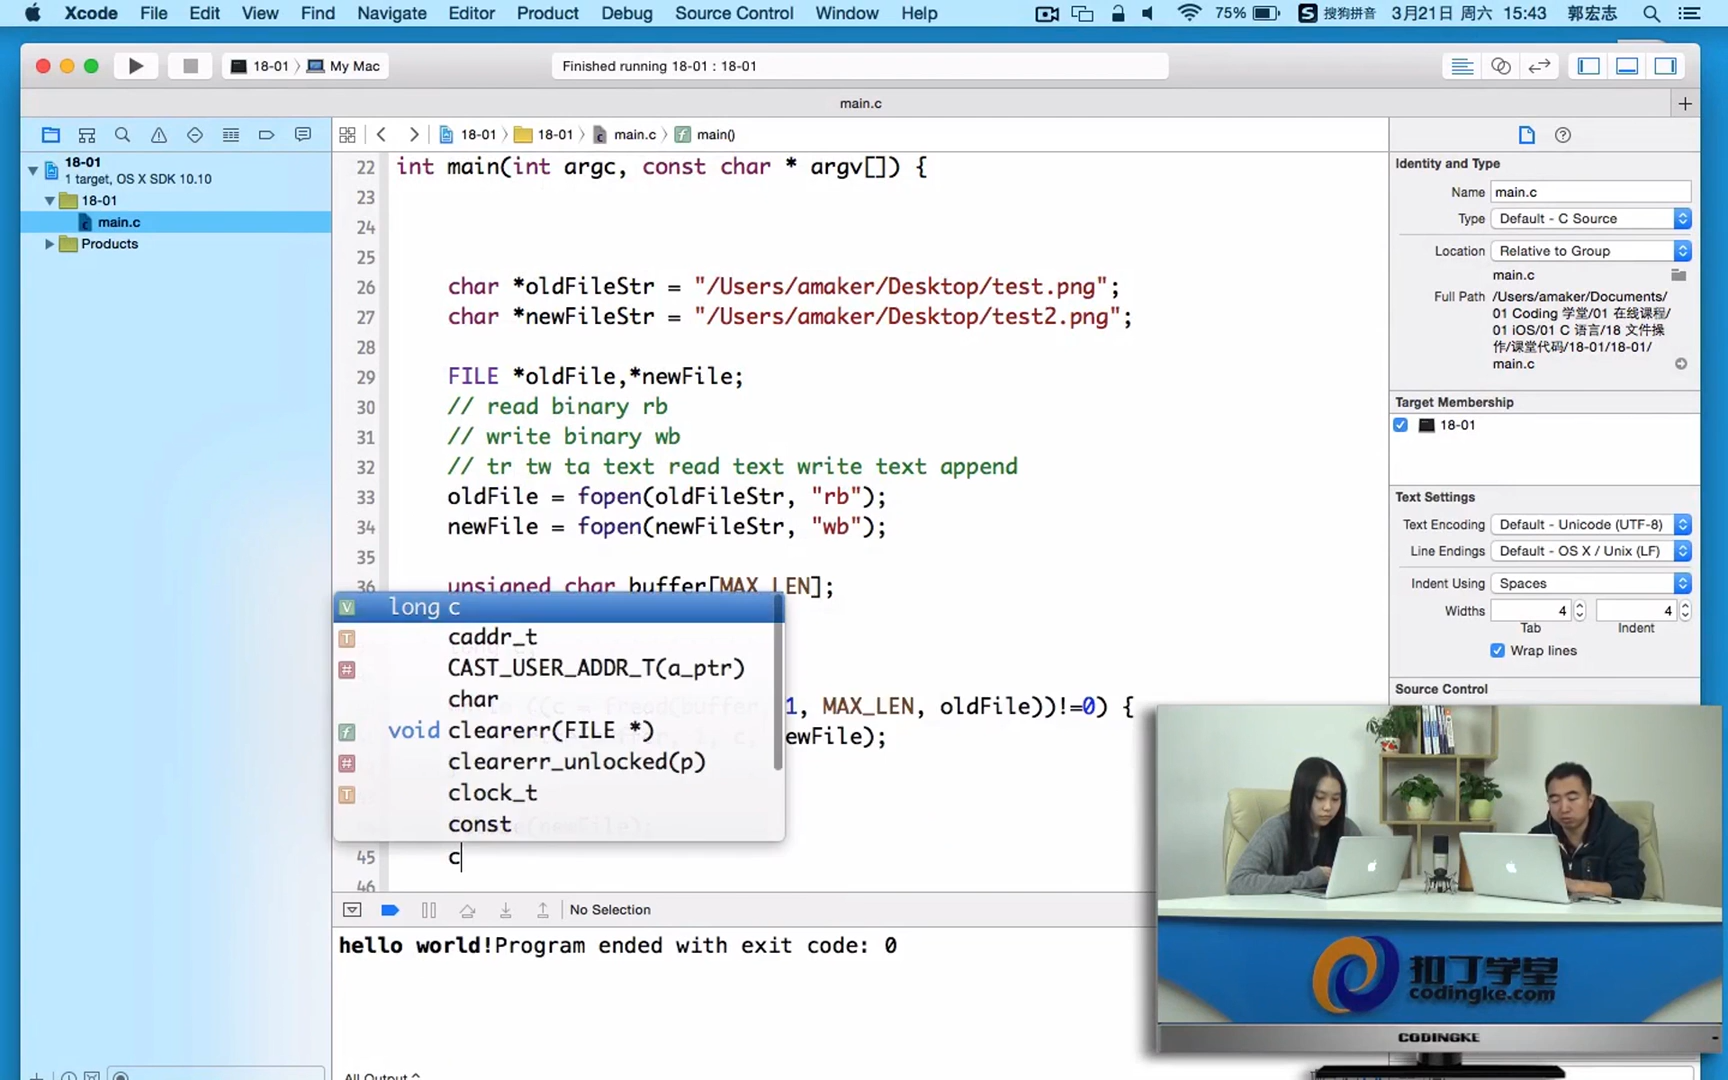 Xcode File Edit View Find Navigate Editor Product Debug Source Control Window Help 75% S 搜狗拼音 3月21日 周六 15:43 郭宏志
18-01 〉 My Mac Finished running 18-01 : 18-01
main.c
18-01 〉 18-01 〉 main.c 〉 main()
18-01
1 target, OS X SDK 10.10
18-01
main.c
Products
22 int main(int argc, const char * argv[]) {
23
24
25
26 char *oldFileStr = "/Users/amaker/Desktop/test.png";
27 char *newFileStr = "/Users/amaker/Desktop/test2.png";
28
29 FILE *oldFile,*newFile;
30 // read binary rb
31 // write binary wb
32 // tr tw ta text read text write text append
33 oldFile = fopen(oldFileStr, "rb");
34 newFile = fopen(newFileStr, "wb");
35
36 unsigned char buffer[MAX_LEN];
V long c
T caddr_t
# CAST_USER_ADDR_T(a_ptr)
char
f void clearerr(FILE *)
# clearerr_unlocked(p)
T clock_t
const
1, MAX_LEN, oldFile))!=0) {
ewFile);
45 c
46
No Selection
hello world!Program ended with exit code: 0
All Output
Identity and Type
Name main.c
Type Default - C Source
Location Relative to Group
main.c
Full Path /Users/amaker/Documents/
01 Coding 学堂/01 在线课程/
01 iOS/01 C 语言/18 文件操
作/课堂代码/18-01/18-01/
main.c
Target Membership
18-01
Text Settings
Text Encoding Default - Unicode (UTF-8)
Line Endings Default - OS X / Unix (LF)
Indent Using Spaces
Widths 4 4
Tab Indent
Wrap lines
Source Control
扣丁学堂
codingke.com
CODINGKE